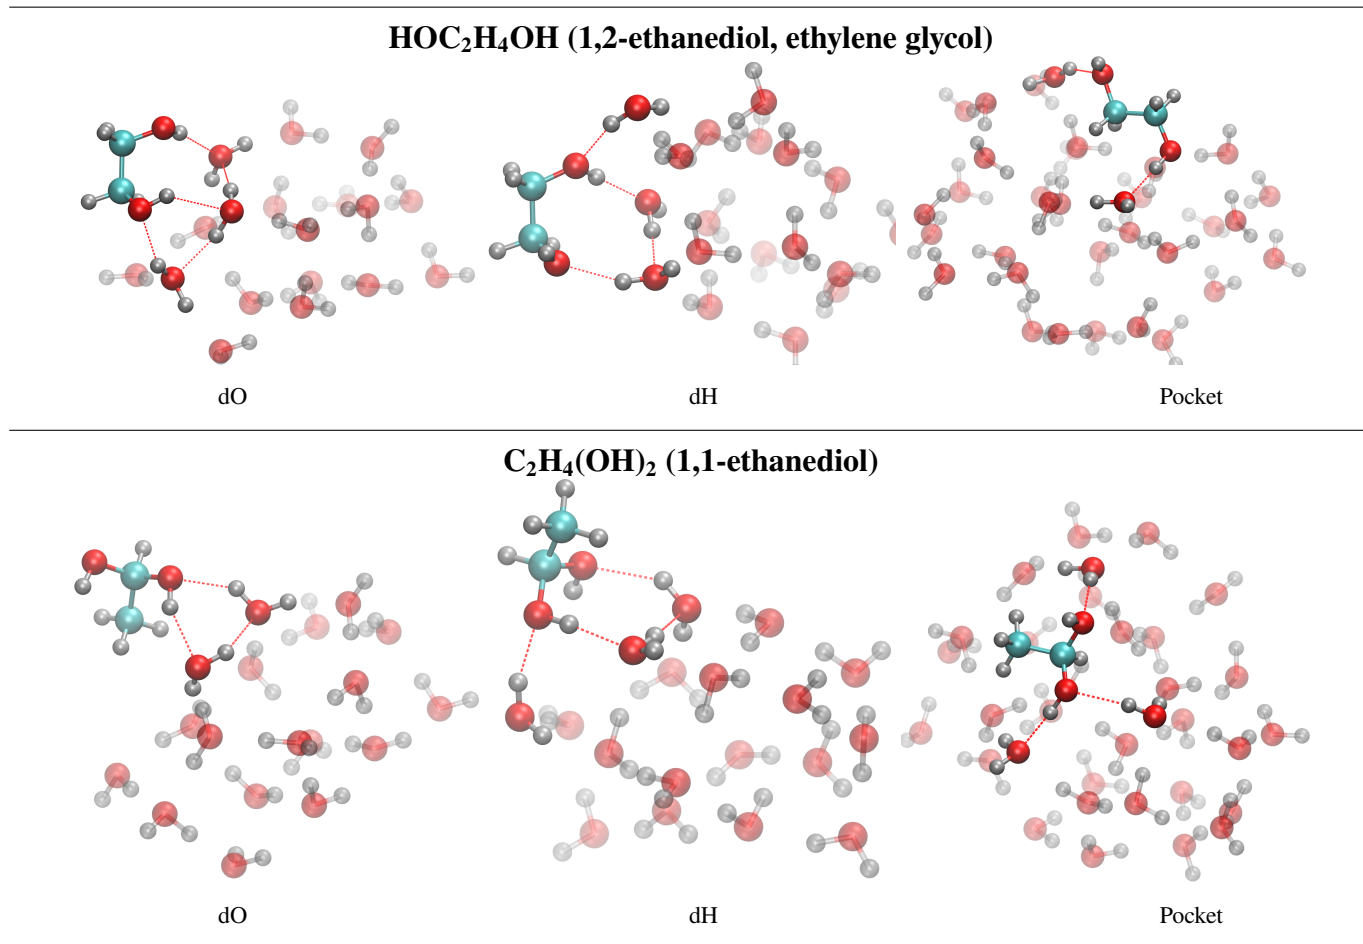 HOC₂H₄OH (1,2-ethanediol, ethylene glycol)
dO dH Pocket
C₂H₄(OH)₂ (1,1-ethanediol)
dO dH Pocket